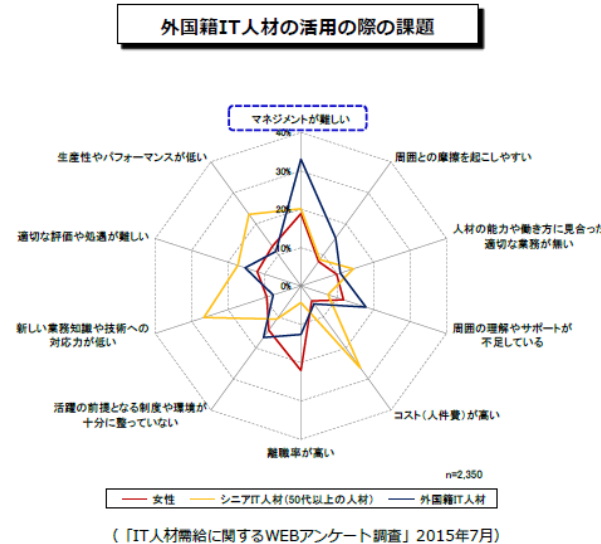 外国籍IT人材の活用の際の課題
マネジメントが難しい
40%
30%
20%
10%
0%
周囲との摩擦を起こしやすい
人材の能力や働き方に見合った
適切な業務が無い
周囲の理解やサポートが
不足している
コスト(人件費)が高い
離職率が高い
活躍の前提となる制度や環境が
十分に整っていない
新しい業務知識や技術への
対応力が低い
適切な評価や処遇が難しい
生産性やパフォーマンスが低い
n=2,350
女性 シニアIT人材(50代以上の人材) 外国籍IT人材
(「IT人材需給に関するWEBアンケート調査」2015年7月)